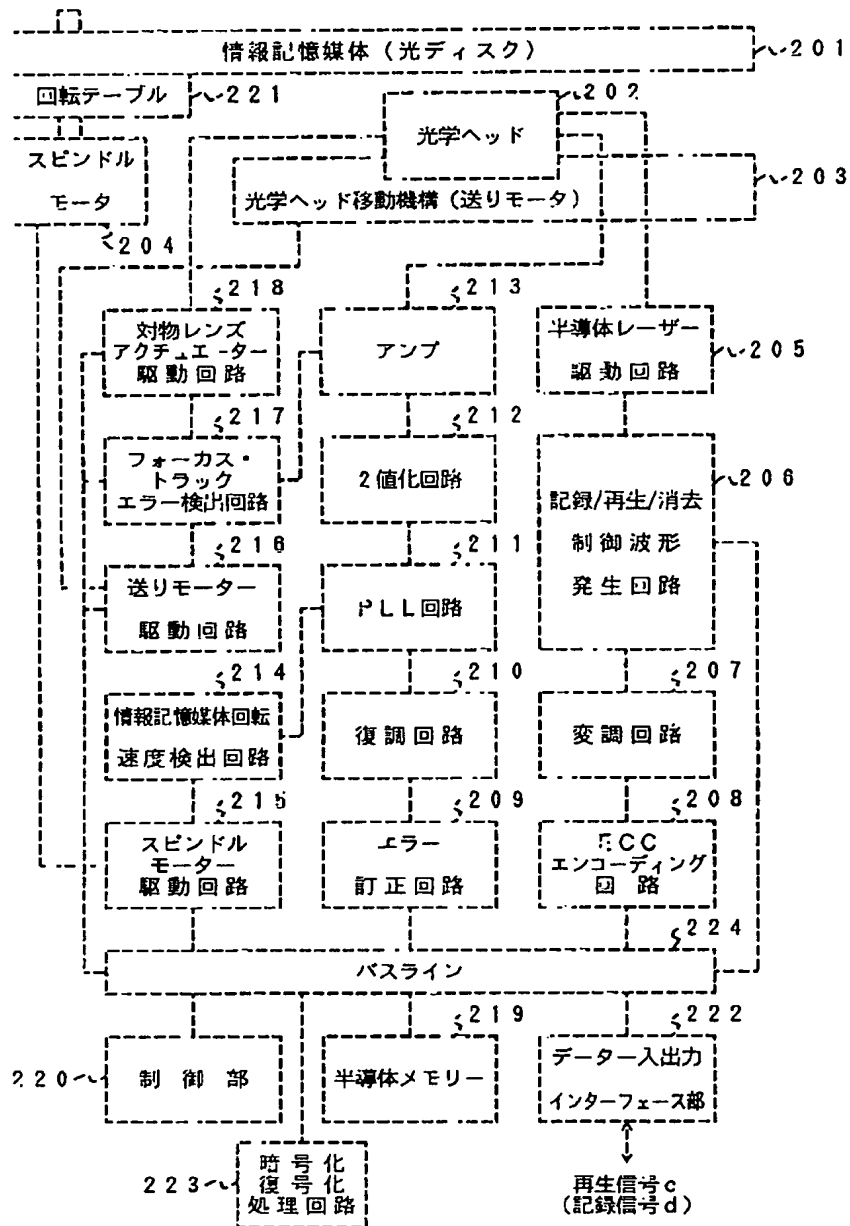 情報記憶媒体(光ディスク)
201
回転テーブル
221
202
光学ヘッド
スピンドル
モータ
203
光学ヘッド移動機構(送りモータ)
204
218
213
対物レンズ
アクチュエーター
駆動回路
アンプ
半導体レーザー
駆動回路
205
217
212
フォーカス・
トラック
エラー検出回路
2値化回路
記録/再生/消去
制御波形
発生回路
206
216
211
送りモーター
駆動回路
PLL回路
214
210
207
情報記憶媒体回転
速度検出回路
復調回路
変調回路
215
209
208
スピンドル
モーター
駆動回路
エラー
訂正回路
ECC
エンコーディング
回路
224
バスライン
219
222
220
制御部
半導体メモリー
データー入出力
インターフェース部
223
暗号化
復号化
処理回路
再生信号c
(記録信号d)